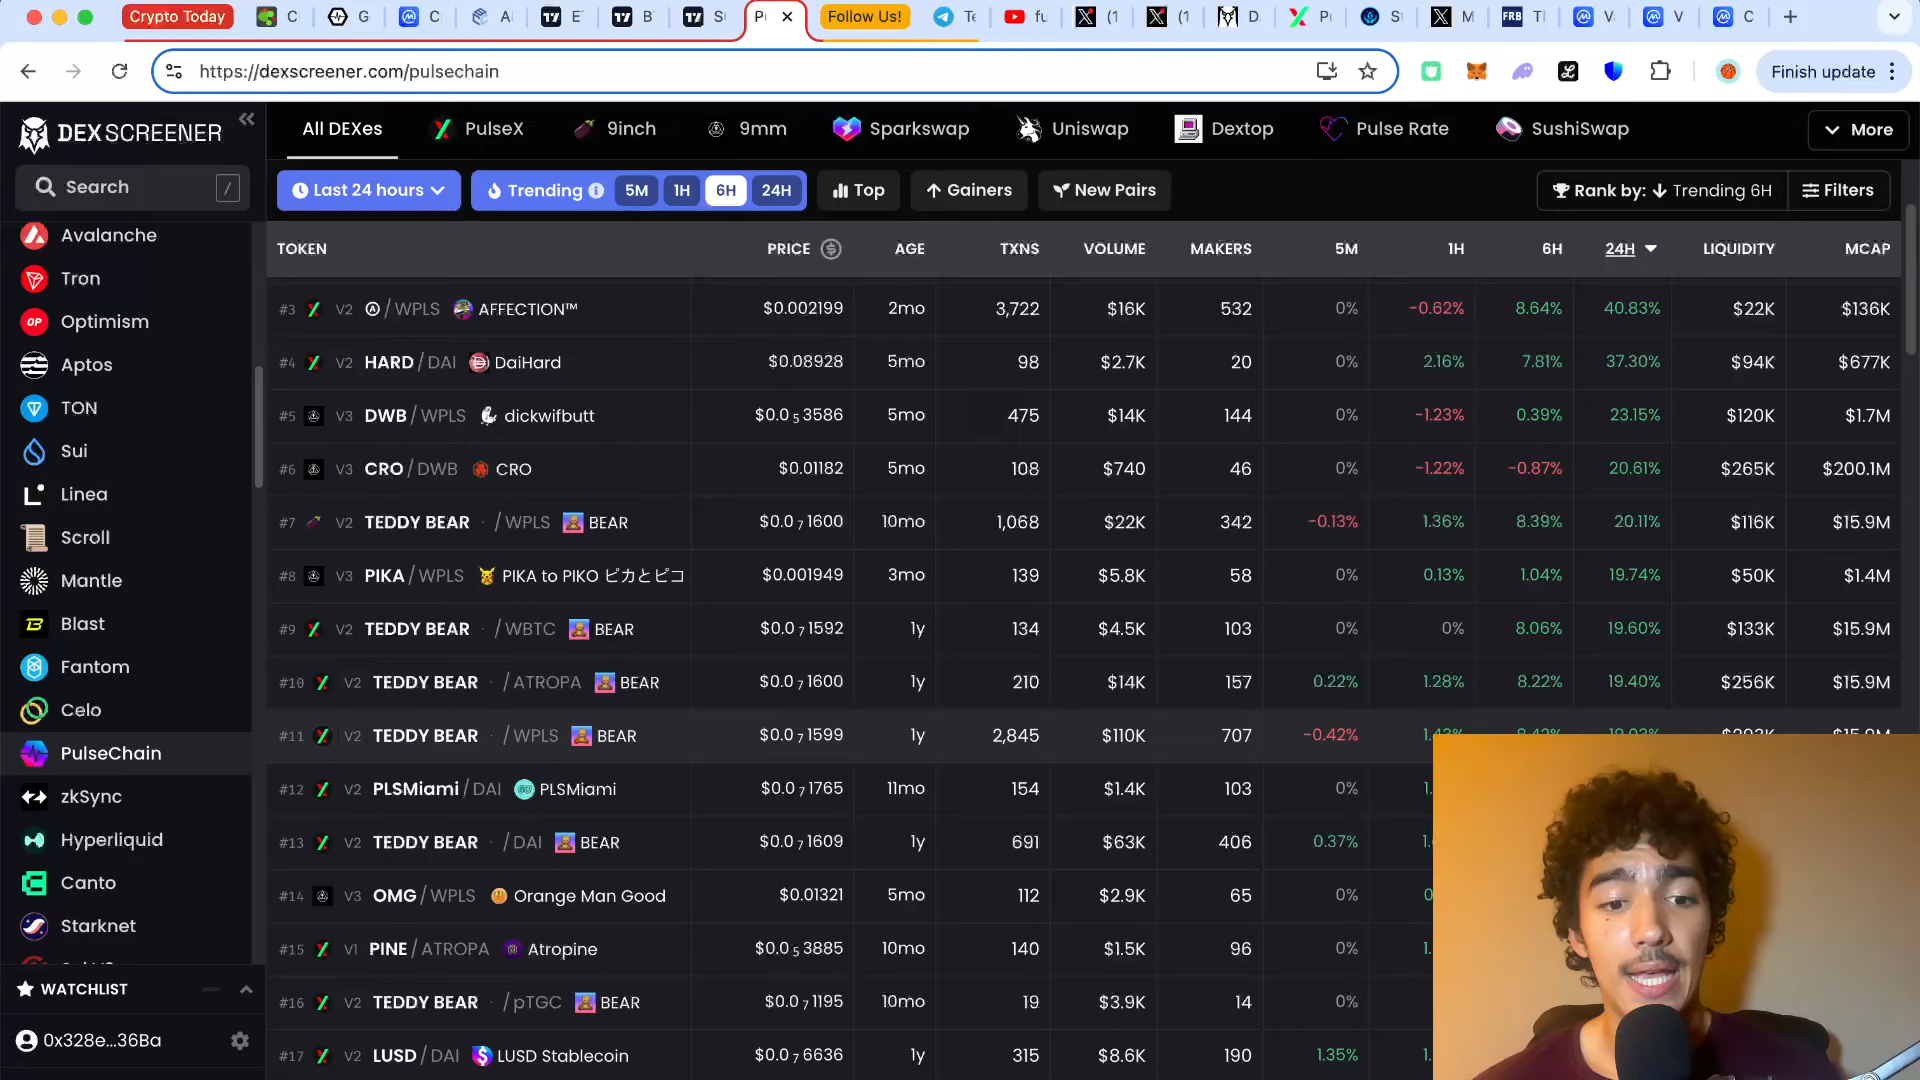 Crypto Today
C
G
C
A
E
B
S
P
Follow Us!
Te
fu
(1
(1
D
P
S
M
FRB
T
V
V
C
https://dexscreener.com/pulsechain
Finish update
DEXSCREENER
All DEXes
PulseX
9inch
9mm
Sparkswap
Uniswap
Dextop
Pulse Rate
SushiSwap
More
Search
/
Last 24 hours
Trending 5M 1H 6H 24H
Top
Gainers
New Pairs
Rank by: Trending 6H
Filters
Avalanche
Tron
Optimism
Aptos
TON
Sui
Linea
Scroll
Mantle
Blast
Fantom
Celo
PulseChain
zkSync
Hyperliquid
Canto
Starknet
WATCHLIST
0x328e...36Ba
TOKEN PRICE AGE TXNS VOLUME MAKERS 5M 1H 6H 24H LIQUIDITY MCAP
#3 V2 Ⓐ/WPLS AFFECTION™ $0.002199 2mo 3,722 $16K 532 0% -0.62% 8.64% 40.83% $22K $136K
#4 V2 HARD/DAI DaiHard $0.08928 5mo 98 $2.7K 20 0% 2.16% 7.81% 37.30% $94K $677K
#5 V3 DWB/WPLS dickwifbutt $0.0₅3586 5mo 475 $14K 144 0% -1.23% 0.39% 23.15% $120K $1.7M
#6 V3 CRO/DWB CRO $0.01182 5mo 108 $740 46 0% -1.22% -0.87% 20.61% $265K $200.1M
#7 V2 TEDDY BEAR · /WPLS BEAR $0.0₇1600 10mo 1,068 $22K 342 -0.13% 1.36% 8.39% 20.11% $116K $15.9M
#8 V3 PIKA/WPLS PIKA to PIKO ピカとピコ $0.001949 3mo 139 $5.8K 58 0% 0.13% 1.04% 19.74% $50K $1.4M
#9 V2 TEDDY BEAR · /WBTC BEAR $0.0₇1592 1y 134 $4.5K 103 0% 0% 8.06% 19.60% $133K $15.9M
#10 V2 TEDDY BEAR · /ATROPA BEAR $0.0₇1600 1y 210 $14K 157 0.22% 1.28% 8.22% 19.40% $256K $15.9M
#11 V2 TEDDY BEAR · /WPLS BEAR $0.0₇1599 1y 2,845 $110K 707 -0.42%
#12 V2 PLSMiami/DAI PLSMiami $0.0₇1765 11mo 154 $1.4K 103 0% 1.
#13 V2 TEDDY BEAR · /DAI BEAR $0.0₇1609 1y 691 $63K 406 0.37% 1.
#14 V3 OMG/WPLS Orange Man Good $0.01321 5mo 112 $2.9K 65 0% 0
#15 V1 PINE/ATROPA Atropine $0.0₅3885 10mo 140 $1.5K 96 0% 1.
#16 V2 TEDDY BEAR · /pTGC BEAR $0.0₇1195 10mo 19 $3.9K 14 0%
#17 V2 LUSD/DAI LUSD Stablecoin $0.0₇6636 1y 315 $8.6K 190 1.35% 1.